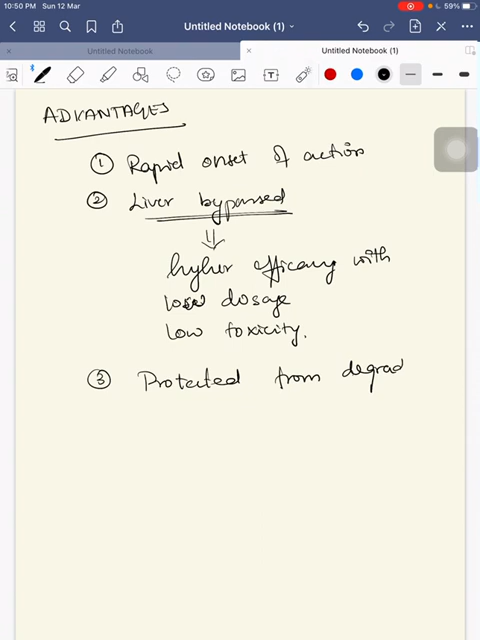 10:50 PM Sun 12 Mar
59%
Untitled Notebook (1)
Untitled Notebook
Untitled Notebook (1)
ADVANTAGES
① Rapid onset of action
② Liver bypassed
⇓
higher efficacy with
dosage
low toxicity.
③ Protected from degrad